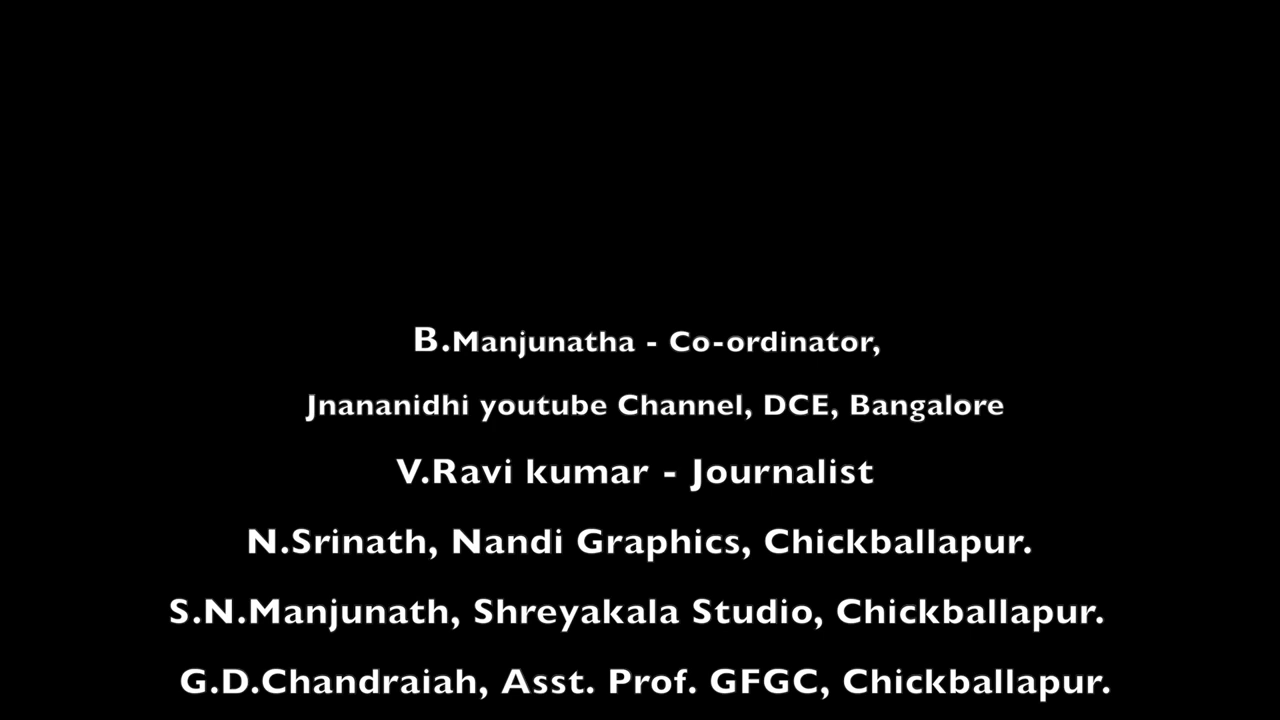 B.Manjunatha - Co-ordinator,
Jnananidhi youtube Channel, DCE, Bangalore
V.Ravi kumar - Journalist
N.Srinath, Nandi Graphics, Chickballapur.
S.N.Manjunath, Shreyakala Studio, Chickballapur.
G.D.Chandraiah, Asst. Prof. GFGC, Chickballapur.